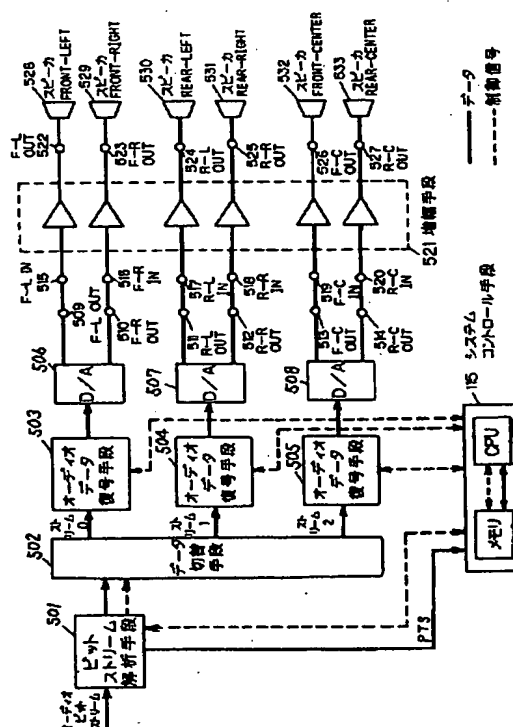 オーディオ
ビット
ストリーム
501
ビット
ストリーム
解析手段
502
データ
切替
手段
ストリーム
0
ストリーム
1
ストリーム
2
503
オーディオ
データ
復号手段
504
オーディオ
データ
復号手段
505
オーディオ
データ
復号手段
506
D/A
507
D/A
508
D/A
509
F-L OUT
510
F-R
OUT
511
R-L
OUT
512
R-R
OUT
513
F-C
OUT
514
R-C
OUT
F-L IN
515
516
F-R
IN
517
R-L
IN
518
R-R
IN
519
F-C
IN
520
R-C
IN
521 増幅手段
F-L
OUT
522
523
F-R
OUT
524
R-L
OUT
525
R-R
OUT
526
F-C
OUT
527
R-C
OUT
528
スピーカ
FRONT-LEFT
529
スピーカ
FRONT-RIGHT
530
スピーカ
REAR-LEFT
531
スピーカ
REAR-RIGHT
532
スピーカ
FRONT-CENTER
533
スピーカ
REAR-CENTER
PTS
115
システム
コントロール手段
メモリ
CPU
データ
制御信号